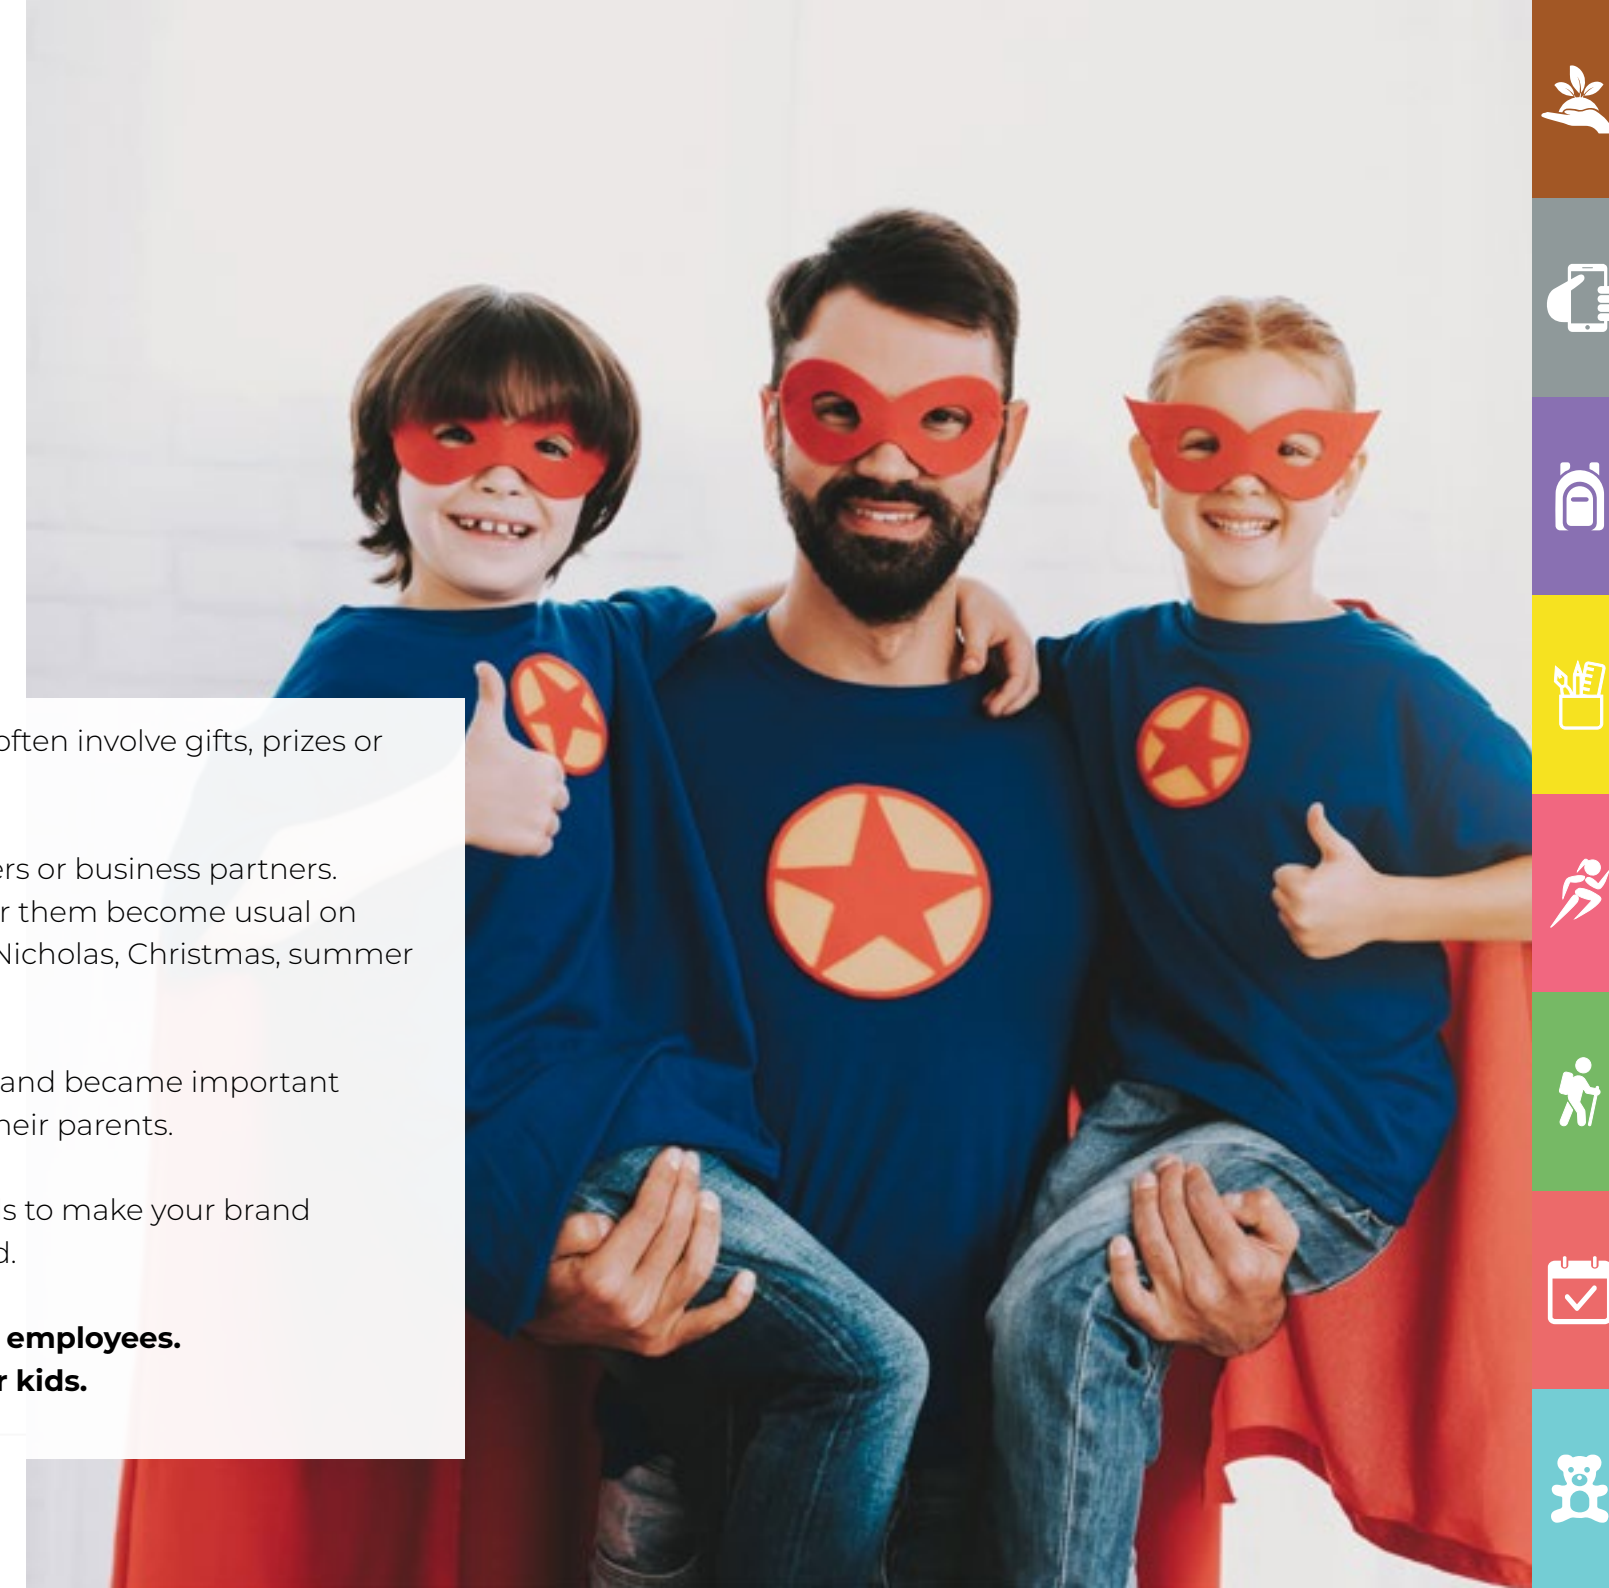 often involve gifts, prizes or
ers or business partners.
r them become usual on
Nicholas, Christmas, summer
and became important
heir parents.
s to make your brand
d.
employees.
r kids.